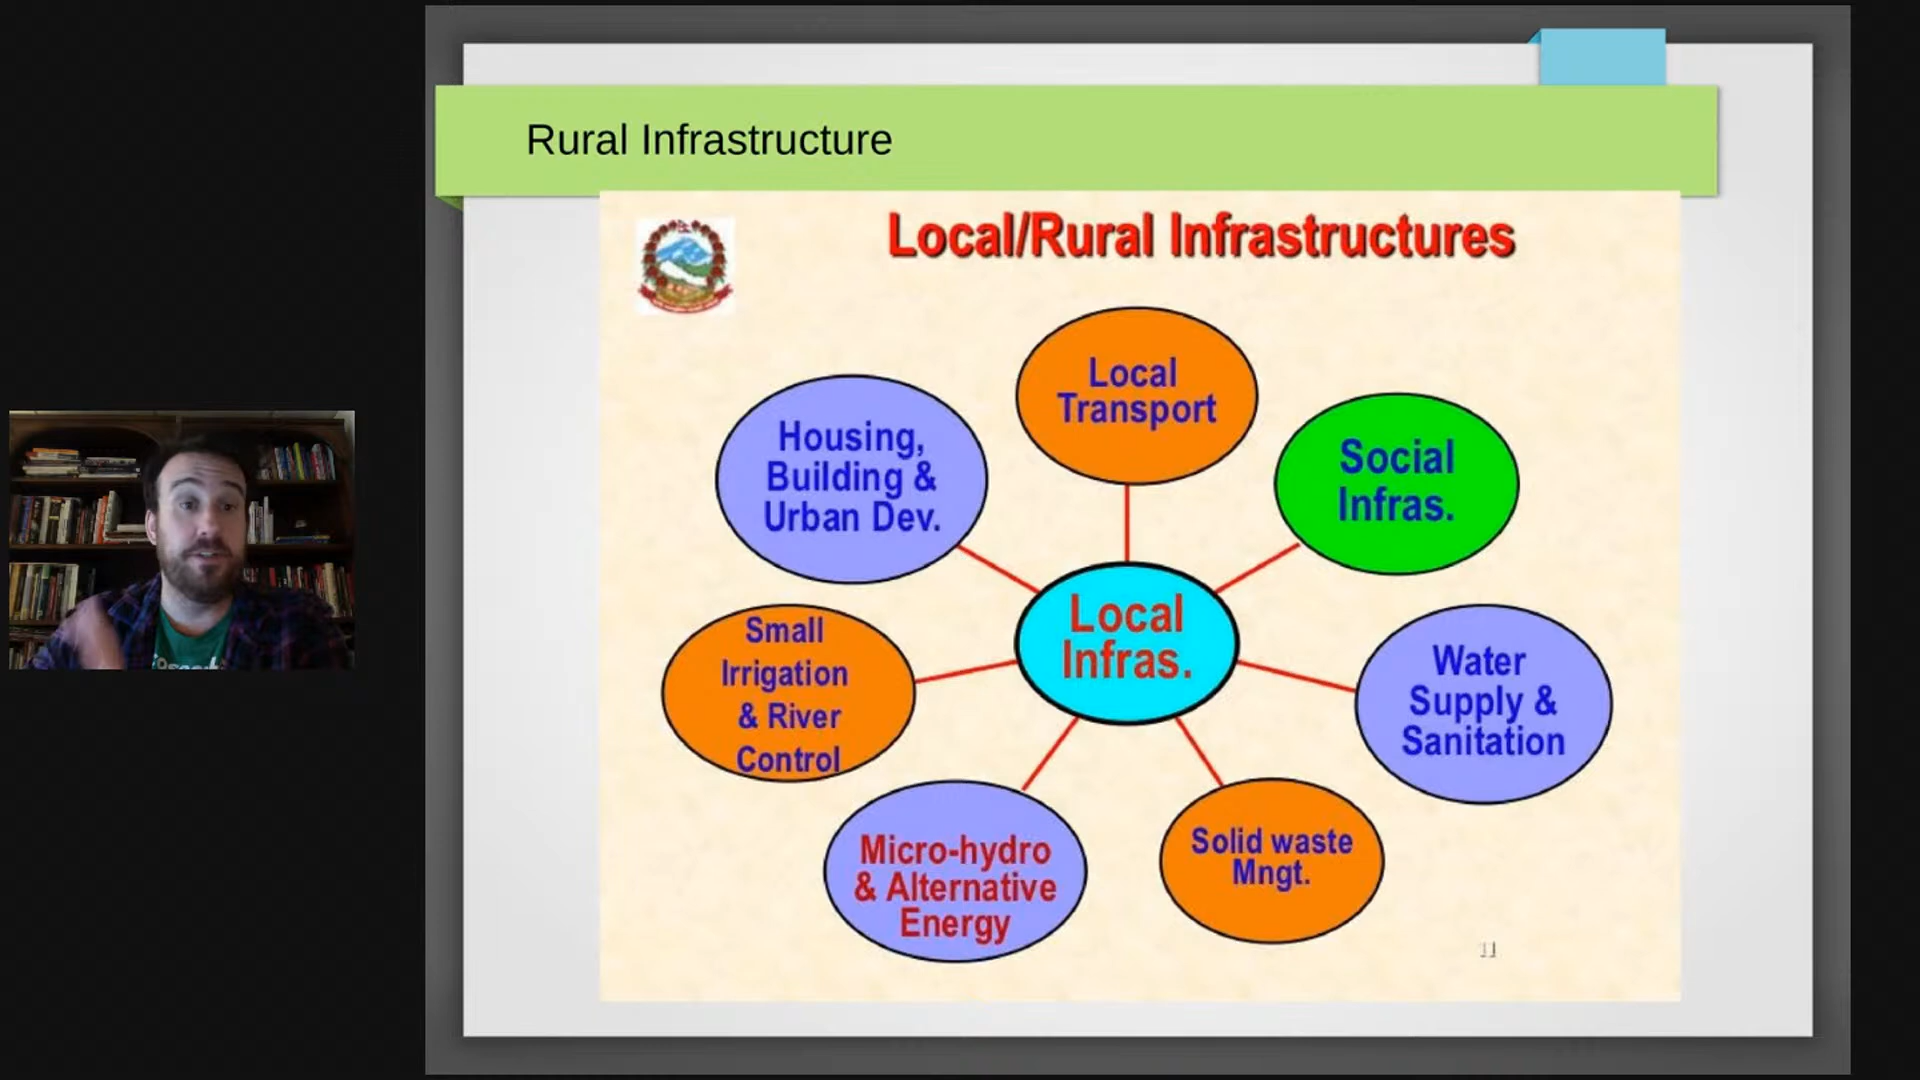 Rural Infrastructure
Local/Rural Infrastructures
Local
Transport
Housing,
Building &
Urban Dev.
Social
Infras.
Local
Infras.
Small
Irrigation
& River
Control
Water
Supply &
Sanitation
Micro-hydro
& Alternative
Energy
Solid waste
Mngt.
11